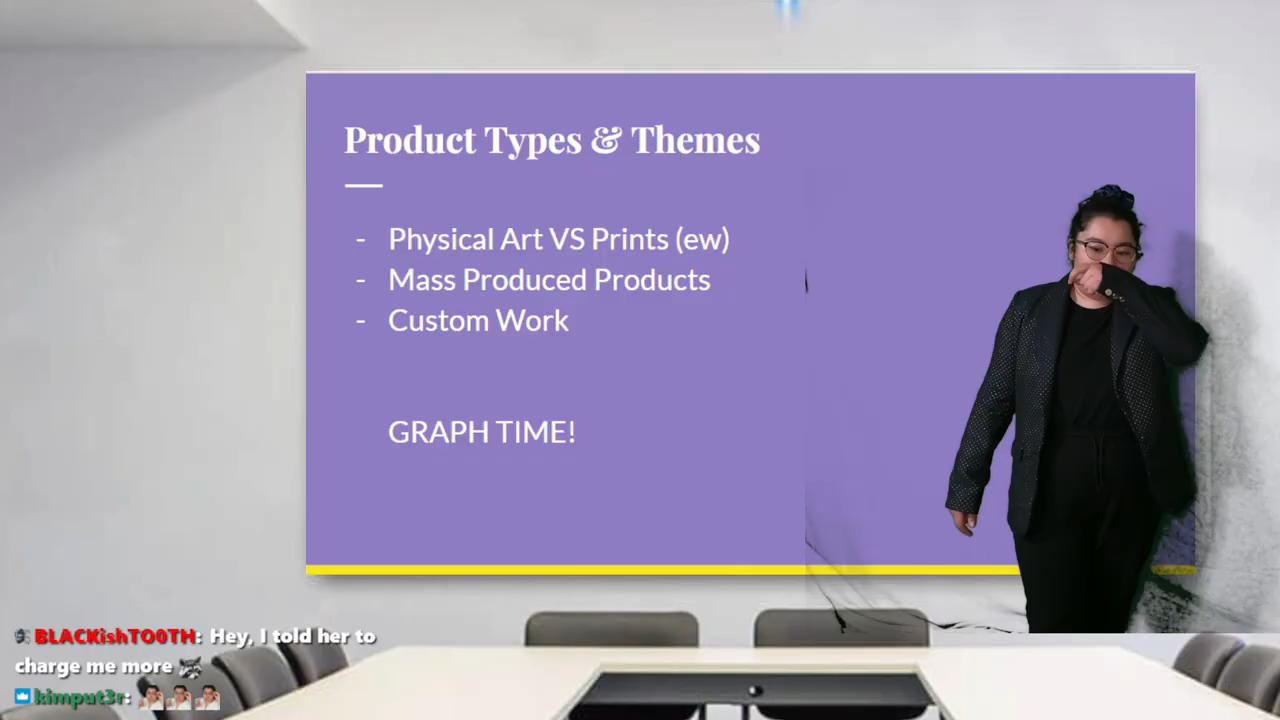 Product Types & Themes
- Physical Art VS Prints (ew)
- Mass Produced Products
- Custom Work
GRAPH TIME!
BLACKishTO0TH: Hey, I told her to
charge me more
kimput3r: